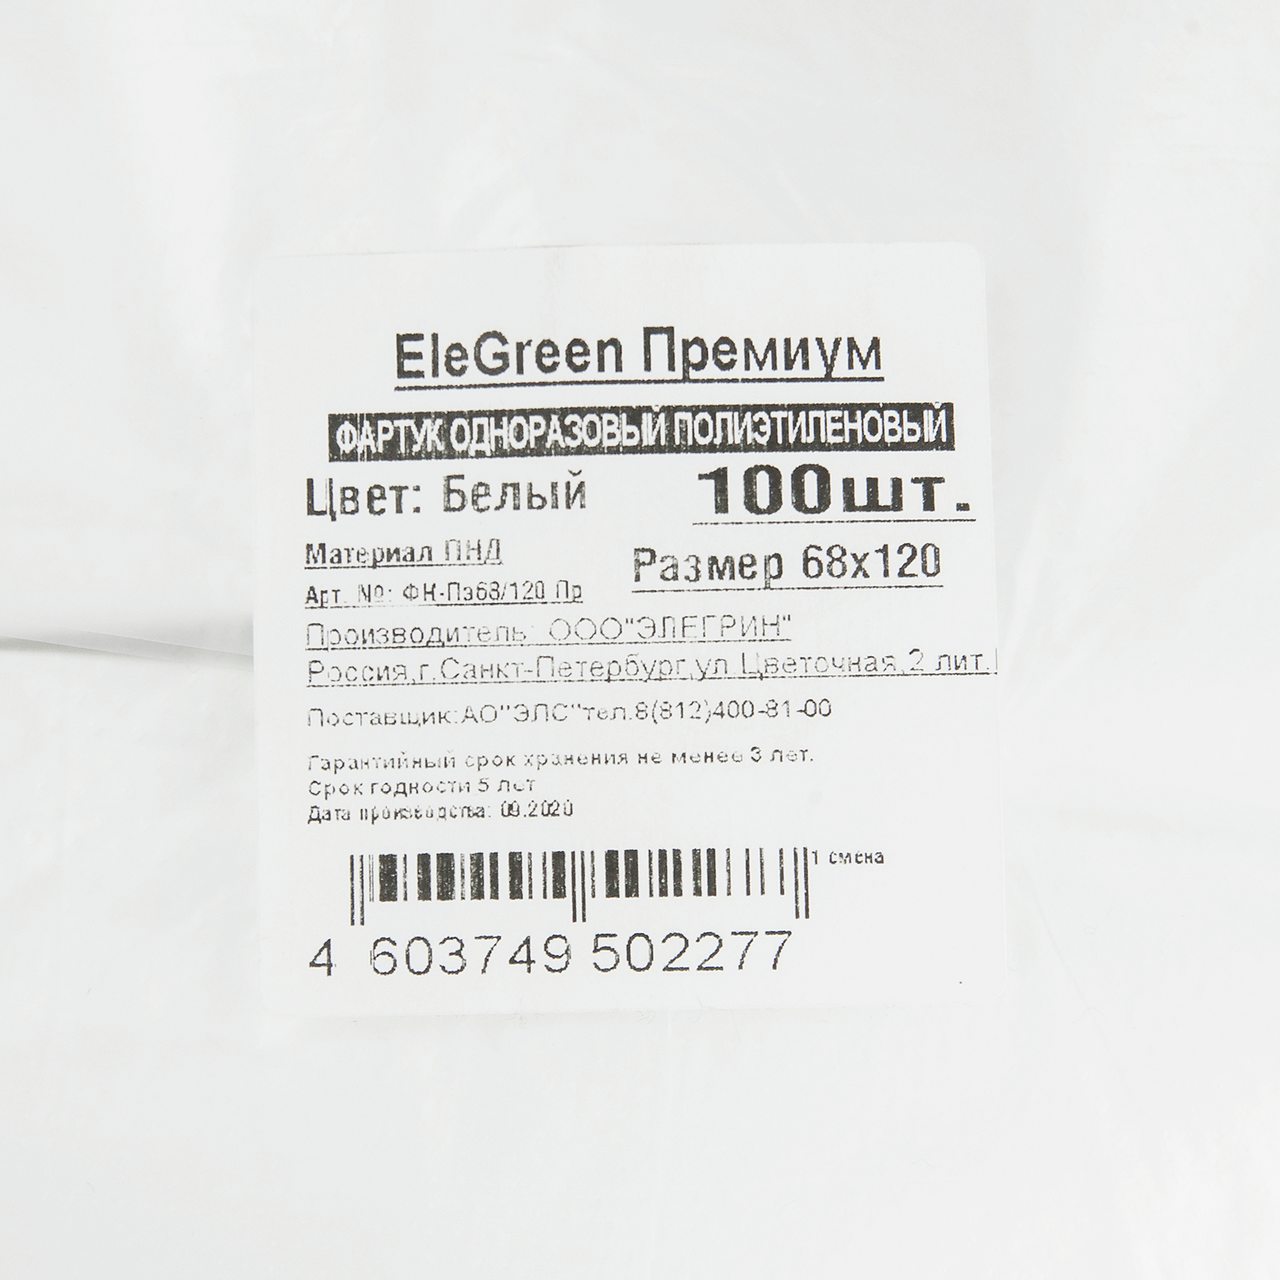 EleGreen Премиум
ФАРТУК ОДНОРАЗОВЫЙ ПОЛИЭТИЛЕНОВЫЙ
Цвет: Белый 100шт.
Материал ПНД Размер 68х120
Арт. №: ФН-Пэ68/120 Пр
Производитель: ООО"ЭЛЕГРИН"
Россия,г.Санкт-Петербург,ул.Цветочная,2 лит.
Поставщик:АО"ЭЛС"тел.8(812)400-81-00
Гарантийный срок хранения не менее 3 лет.
Срок годности 5 лет
Дата производства: 09.2020
1 смена
4 603749 502277